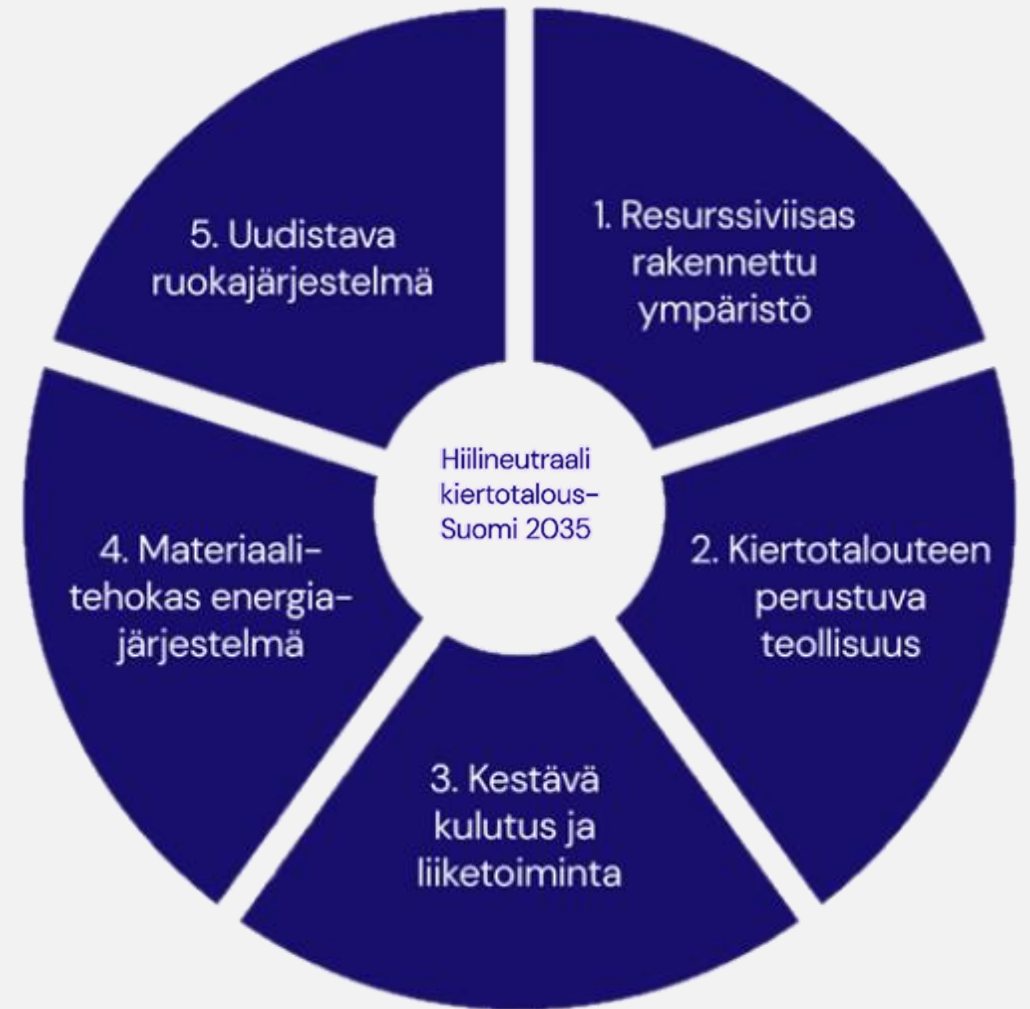 1. Resurssiviisas
rakennettu
ympäristö
2. Kiertotalouteen
perustuva
teollisuus
3. Kestävä
kulutus ja
liiketoiminta
4. Materiaali-
tehokas energia-
järjestelmä
5. Uudistava
ruokajärjestelmä
Hiilineutraali
kiertotalous-
Suomi 2035